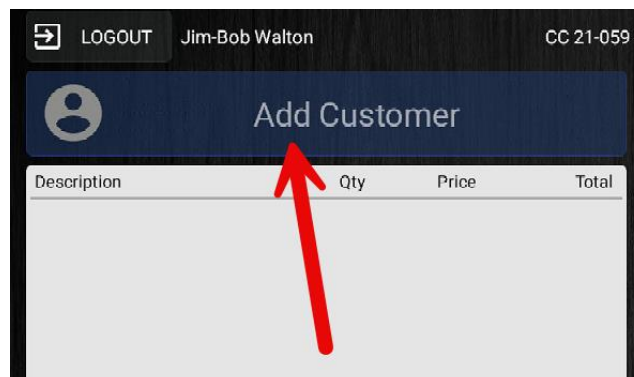 LOGOUT Jim-Bob Walton CC 21-059
Add Customer
Description Qty Price Total